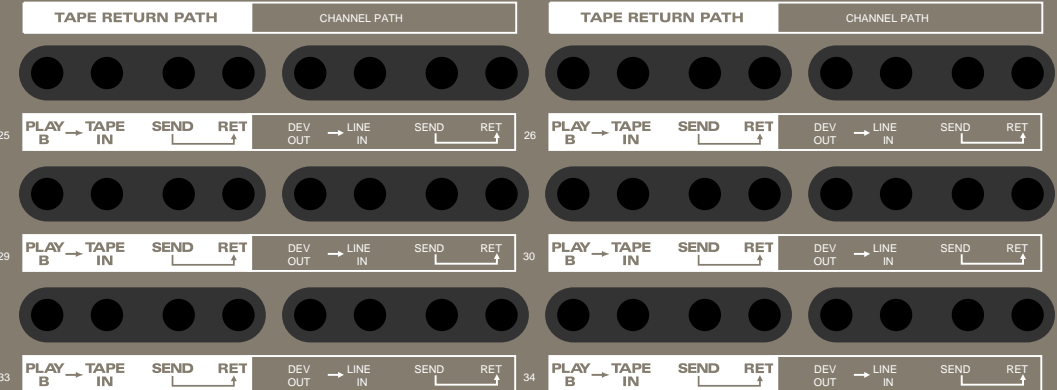 TAPE RETURN PATH CHANNEL PATH TAPE RETURN PATH CHANNEL PATH
25 PLAY B → TAPE IN SEND RET DEV OUT → LINE IN SEND RET 26 PLAY B → TAPE IN SEND RET DEV OUT → LINE IN SEND RET
29 PLAY B → TAPE IN SEND RET DEV OUT → LINE IN SEND RET 30 PLAY B → TAPE IN SEND RET DEV OUT → LINE IN SEND RET
33 PLAY B → TAPE IN SEND RET DEV OUT → LINE IN SEND RET 34 PLAY B → TAPE IN SEND RET DEV OUT → LINE IN SEND RET